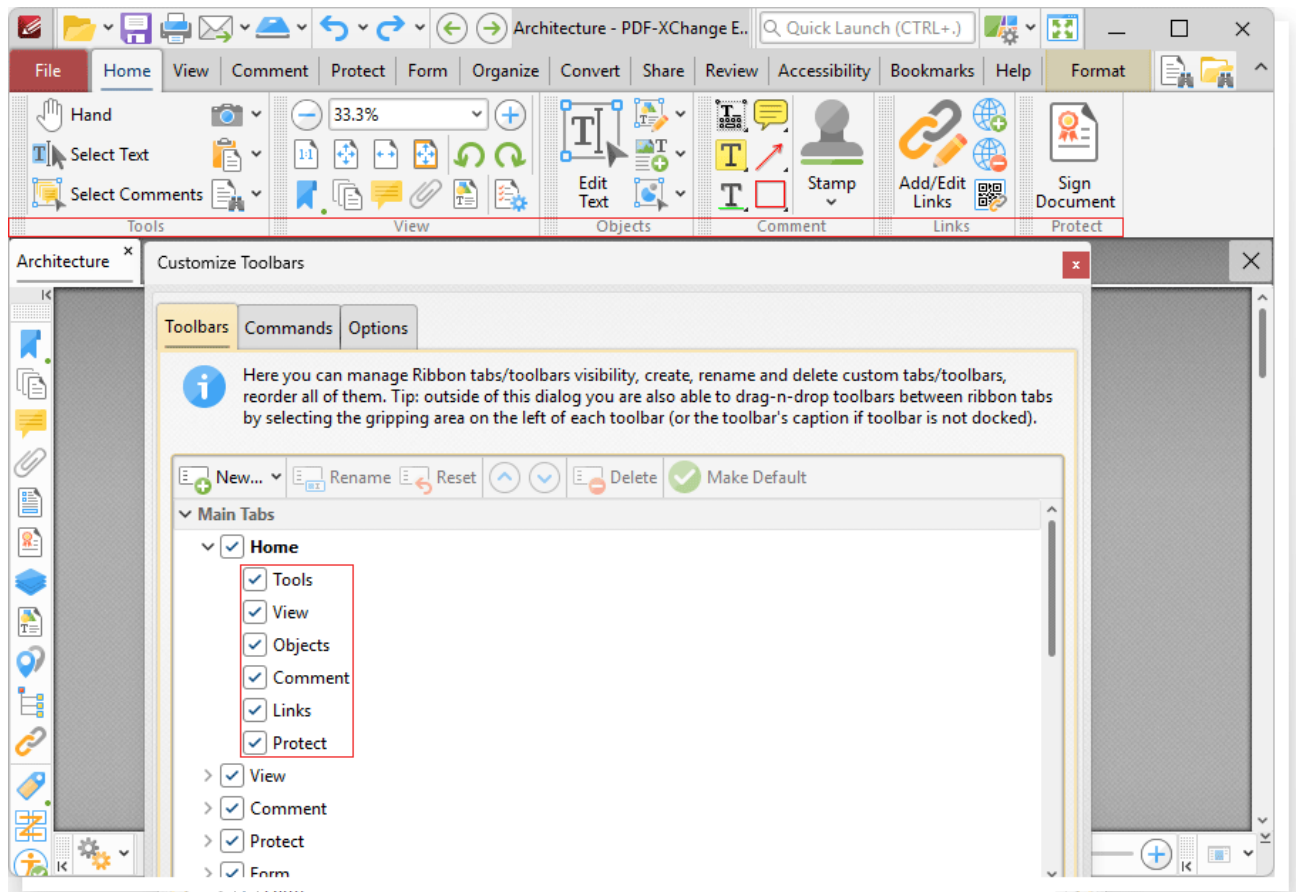 Architecture - PDF-XChange E..
Quick Launch (CTRL+.)
File Home View Comment Protect Form Organize Convert Share Review Accessibility Bookmarks Help Format
Hand
33.3%
Select Text
1:1
Select Comments
Edit Text
Stamp
Add/Edit Links
Sign Document
Tools View Objects Comment Links Protect
Architecture
Customize Toolbars
Toolbars Commands Options
Here you can manage Ribbon tabs/toolbars visibility, create, rename and delete custom tabs/toolbars,
reorder all of them. Tip: outside of this dialog you are also able to drag-n-drop toolbars between ribbon tabs
by selecting the gripping area on the left of each toolbar (or the toolbar's caption if toolbar is not docked).
New... Rename Reset Delete Make Default
Main Tabs
Home
Tools
View
Objects
Comment
Links
Protect
View
Comment
Protect
Form